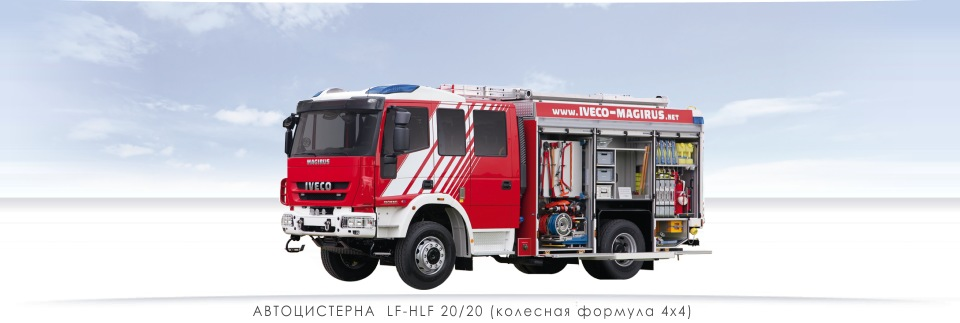 www.IVECO-MAGIRUS.NET
MAGIRUS
IVECO
АВТОЦИСТЕРНА LF-HLF 20/20 (колесная формула 4x4)